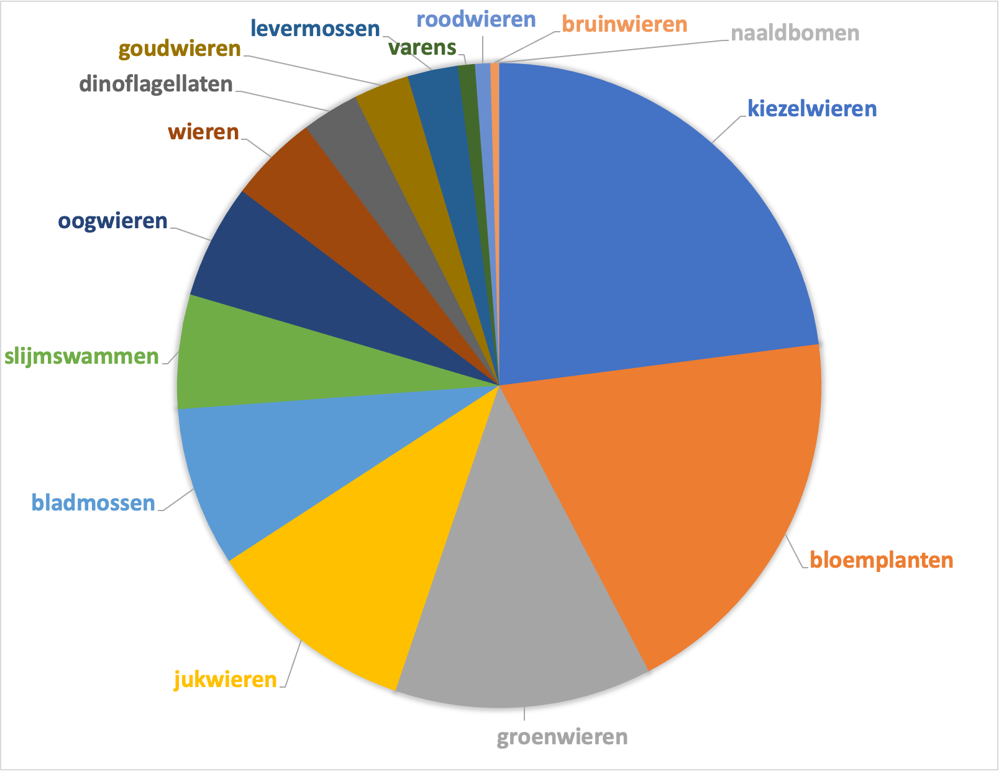 roodwieren
bruinwieren
naaldbomen
levermossen
varens
goudwieren
dinoflagellaten
kiezelwieren
wieren
oogwieren
slijmswammen
bladmossen
bloemplanten
jukwieren
groenwieren